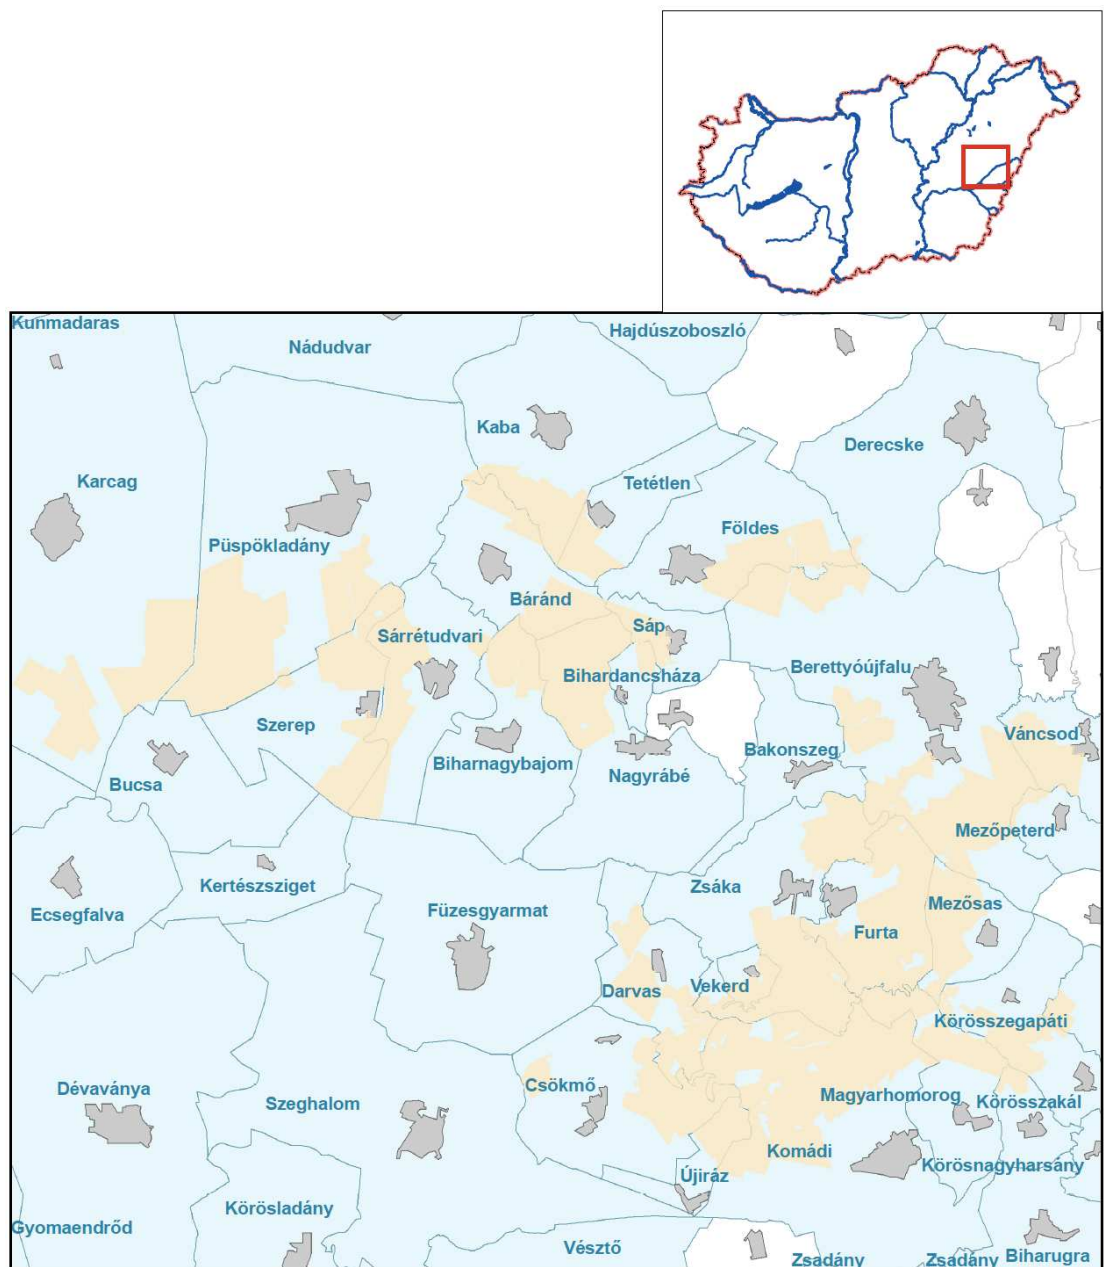 Kunmadaras
Nádudvar
Hajdúszoboszló
Kaba
Derecske
Karcag
Tetétlen
Püspökladány
Földes
Báránd
Sáp
Sárrétudvari
Bihardancsháza
Berettyóújfalu
Szerep
Váncsod
Biharnagybajom
Nagyrábé
Bakonszeg
Bucsa
Mezőpeterd
Kertészsziget
Zsáka
Mezősas
Ecsegfalva
Füzesgyarmat
Furta
Darvas
Vekerd
Körösszegapáti
Dévaványa
Szeghalom
Csökmő
Magyarhomorog
Körösszakál
Komádi
Körösnagyharsány
Újiráz
Körösladány
Gyomaendrőd
Vésztő
Zsadány
Zsadány
Biharugra